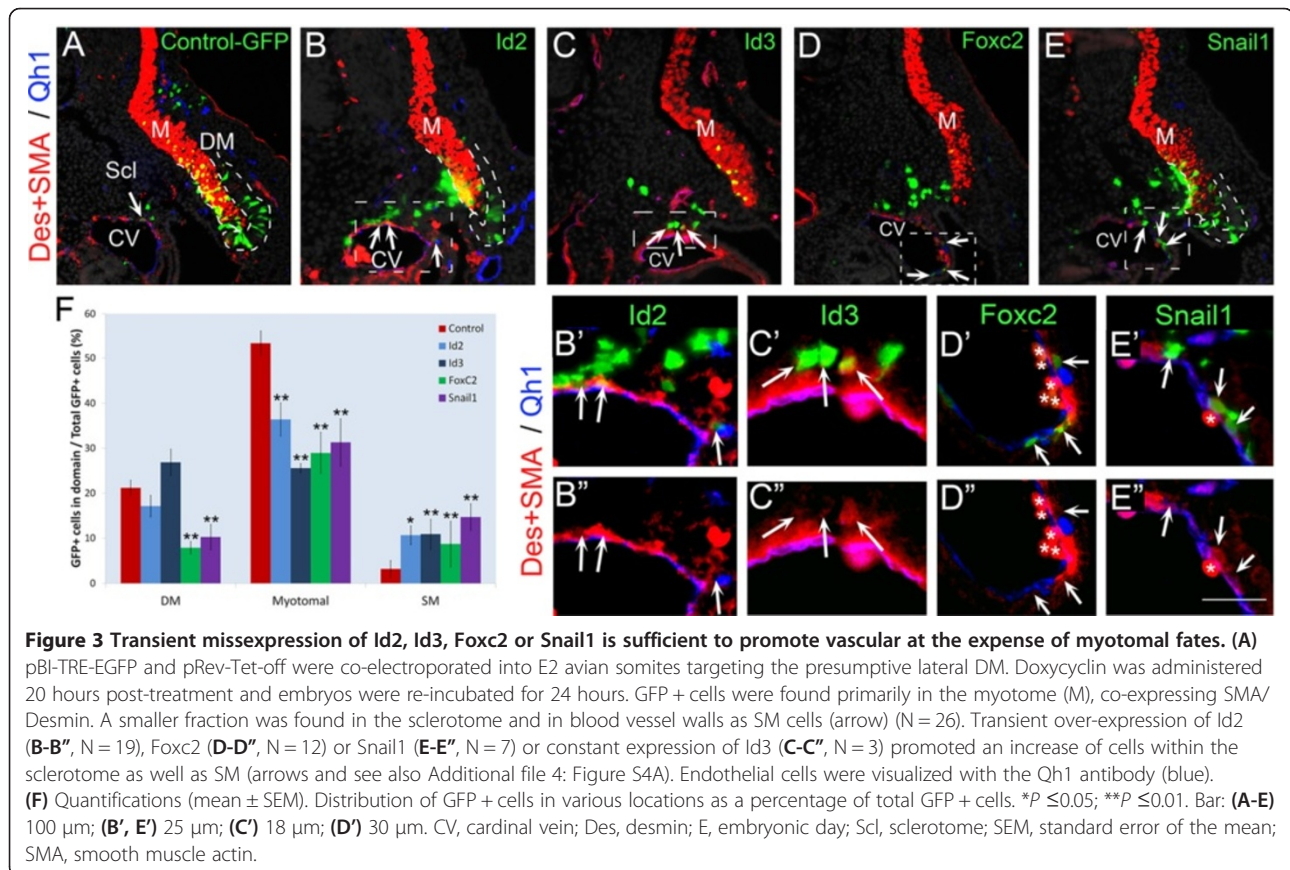 A
Control-GFP
M
DM
Scl
CV
B
Id2
M
CV
C
Id3
M
CV
D
Foxc2
M
CV
E
Snail1
M
CV
Des+SMA / Qh1
F
GFP+ cells in domain / Total GFP+ cells (%)
60
50
40
30
20
10
0
Control
Id2
Id3
FoxC2
Snail1
** **
** ** ** **
* ** ** **
DM Myotomal SM
Des+SMA / Qh1
Id2
B'
Id3
C'
Foxc2
D'
* * * * *
Snail1
E'
*
B"
C"
D"
* * * * *
E"
*
Figure 3 Transient missexpression of Id2, Id3, Foxc2 or Snail1 is sufficient to promote vascular at the expense of myotomal fates. (A)
pBI-TRE-EGFP and pRev-Tet-off were co-electroporated into E2 avian somites targeting the presumptive lateral DM. Doxycyclin was administered
20 hours post-treatment and embryos were re-incubated for 24 hours. GFP + cells were found primarily in the myotome (M), co-expressing SMA/
Desmin. A smaller fraction was found in the sclerotome and in blood vessel walls as SM cells (arrow) (N = 26). Transient over-expression of Id2
(B-B″, N = 19), Foxc2 (D-D″, N = 12) or Snail1 (E-E″, N = 7) or constant expression of Id3 (C-C″, N = 3) promoted an increase of cells within the
sclerotome as well as SM (arrows and see also Additional file 4: Figure S4A). Endothelial cells were visualized with the Qh1 antibody (blue).
(F) Quantifications (mean ± SEM). Distribution of GFP + cells in various locations as a percentage of total GFP + cells. *P ≤0.05; **P ≤0.01. Bar: (A-E)
100 μm; (B′, E′) 25 μm; (C′) 18 μm; (D′) 30 μm. CV, cardinal vein; Des, desmin; E, embryonic day; Scl, sclerotome; SEM, standard error of the mean;
SMA, smooth muscle actin.